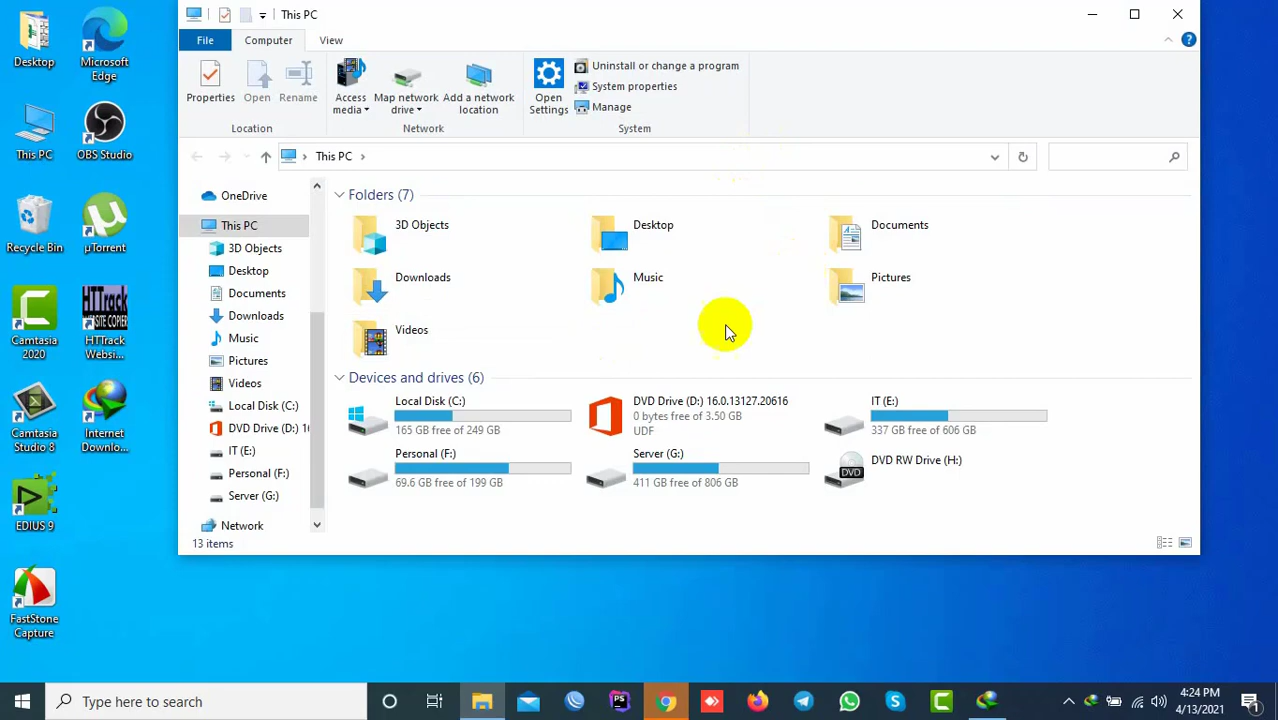 Desktop
Microsoft
Edge
This PC
OBS Studio
Recycle Bin
µTorrent
Camtasia
2020
HTTrack
Websi...
Camtasia
Studio 8
Internet
Downlo...
EDIUS 9
FastStone
Capture
This PC
File
Computer
View
Properties
Open
Rename
Access
media
Map network
drive
Add a network
location
Open
Settings
Uninstall or change a program
System properties
Manage
Location
Network
System
This PC
OneDrive
This PC
3D Objects
Desktop
Documents
Downloads
Music
Pictures
Videos
Local Disk (C:)
DVD Drive (D:) 16
IT (E:)
Personal (F:)
Server (G:)
Network
Folders (7)
3D Objects
Desktop
Documents
Downloads
Music
Pictures
Videos
Devices and drives (6)
Local Disk (C:)
165 GB free of 249 GB
DVD Drive (D:) 16.0.13127.20616
0 bytes free of 3.50 GB
UDF
IT (E:)
337 GB free of 606 GB
Personal (F:)
69.6 GB free of 199 GB
Server (G:)
411 GB free of 806 GB
DVD
DVD RW Drive (H:)
13 items
Type here to search
PS
4:24 PM
4/13/2021
1